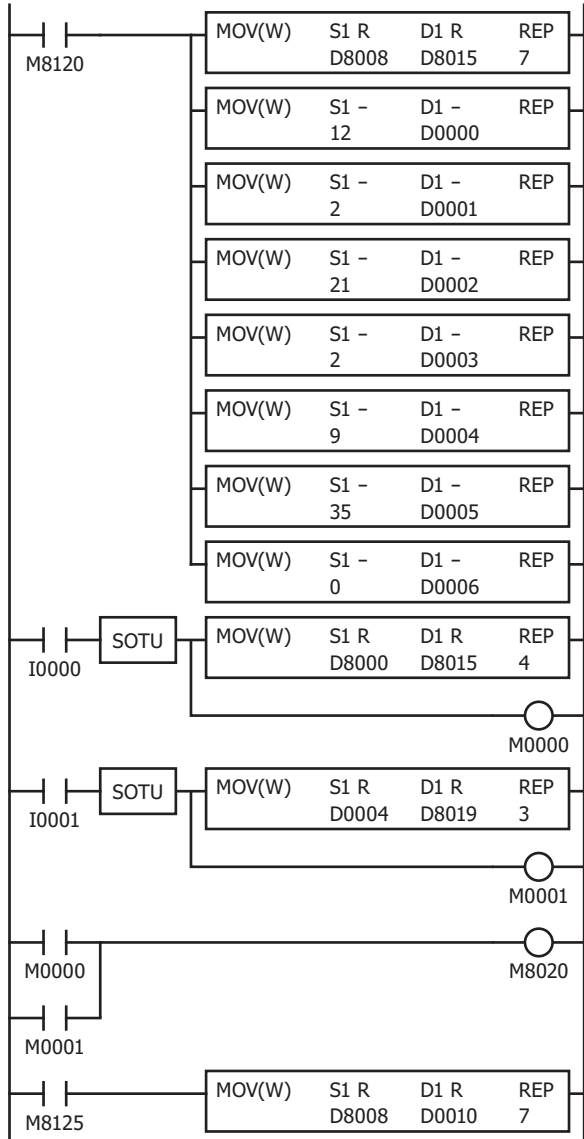 MOV(W) S1 R D1 R REP
M8120 D8008 D8015 7
MOV(W) S1 – D1 – REP
12 D0000
MOV(W) S1 – D1 – REP
2 D0001
MOV(W) S1 – D1 – REP
21 D0002
MOV(W) S1 – D1 – REP
2 D0003
MOV(W) S1 – D1 – REP
9 D0004
MOV(W) S1 – D1 – REP
35 D0005
MOV(W) S1 – D1 – REP
0 D0006
SOTU MOV(W) S1 R D1 R REP
I0000 D8000 D8015 4
M0000
SOTU MOV(W) S1 R D1 R REP
I0001 D0004 D8019 3
M0001
M0000 M8020
M0001
MOV(W) S1 R D1 R REP
M8125 D8008 D0010 7